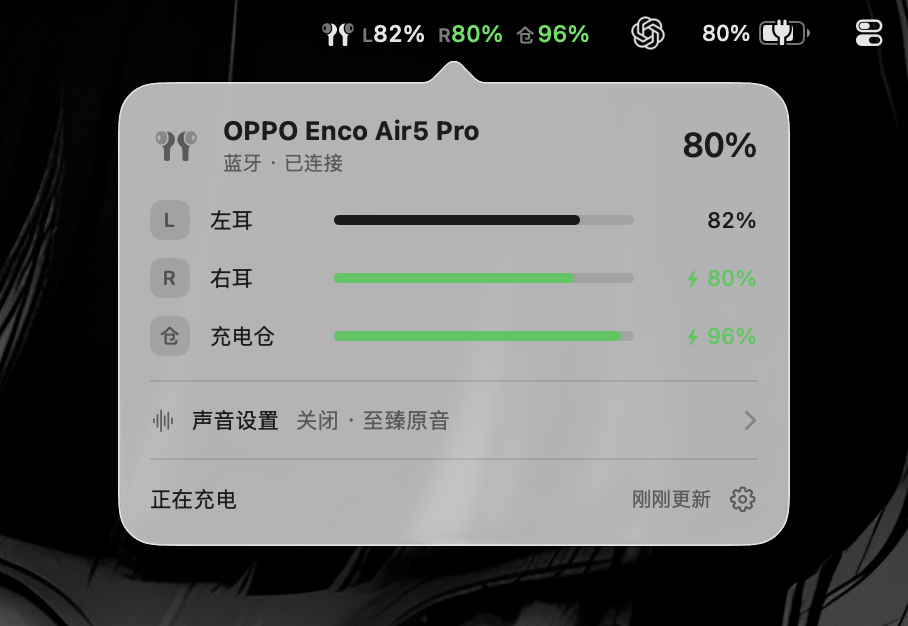 L82% R80% 仓96% 80%
OPPO Enco Air5 Pro
蓝牙 · 已连接
80%
L 左耳 82%
R 右耳 80%
仓 充电仓 96%
声音设置 关闭 · 至臻原音
正在充电 刚刚更新